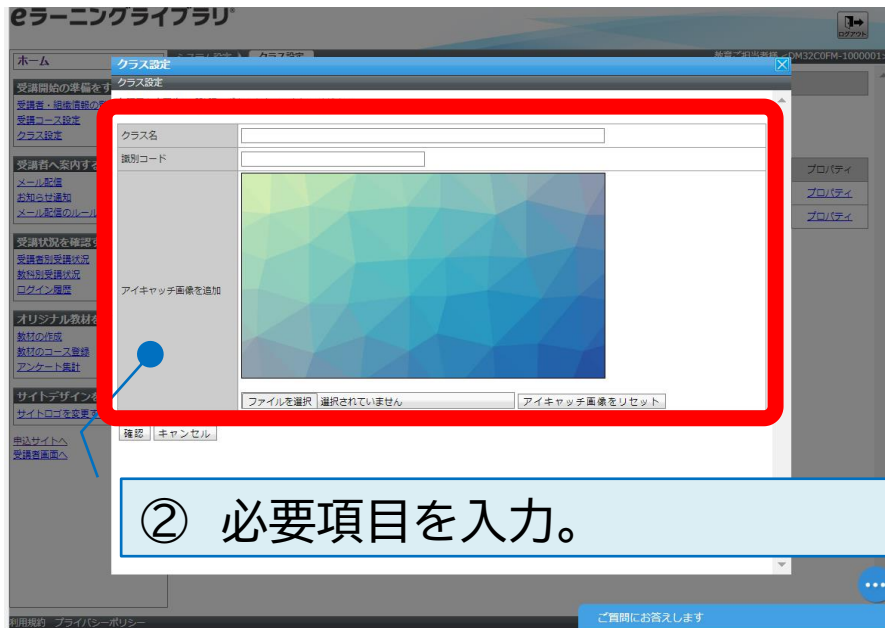 eラーニングライブラリ
ログアウト
ホーム
クラス設定
クラス設定
受講開始の準備をす
受講者・組織情報の
受講コース設定
クラス設定
受講者へ案内する
メール配信
お知らせ通知
メール配信のルール
受講状況を確認
受講者別受講状況
教科別受講状況
ログイン履歴
オリジナル教材を
教材の作成
教材のコース登録
アンケート集計
サイトデザインを
サイトロゴを変更す
申込サイトへ
受講者画面へ
クラス名
識別コード
アイキャッチ画像を追加
ファイルを選択 選択されていません
アイキャッチ画像をリセット
確認 キャンセル
プロパティ
プロパティ
プロパティ
② 必要項目を入力。
ご質問にお答えします
利用規約 プライバシーポリシー